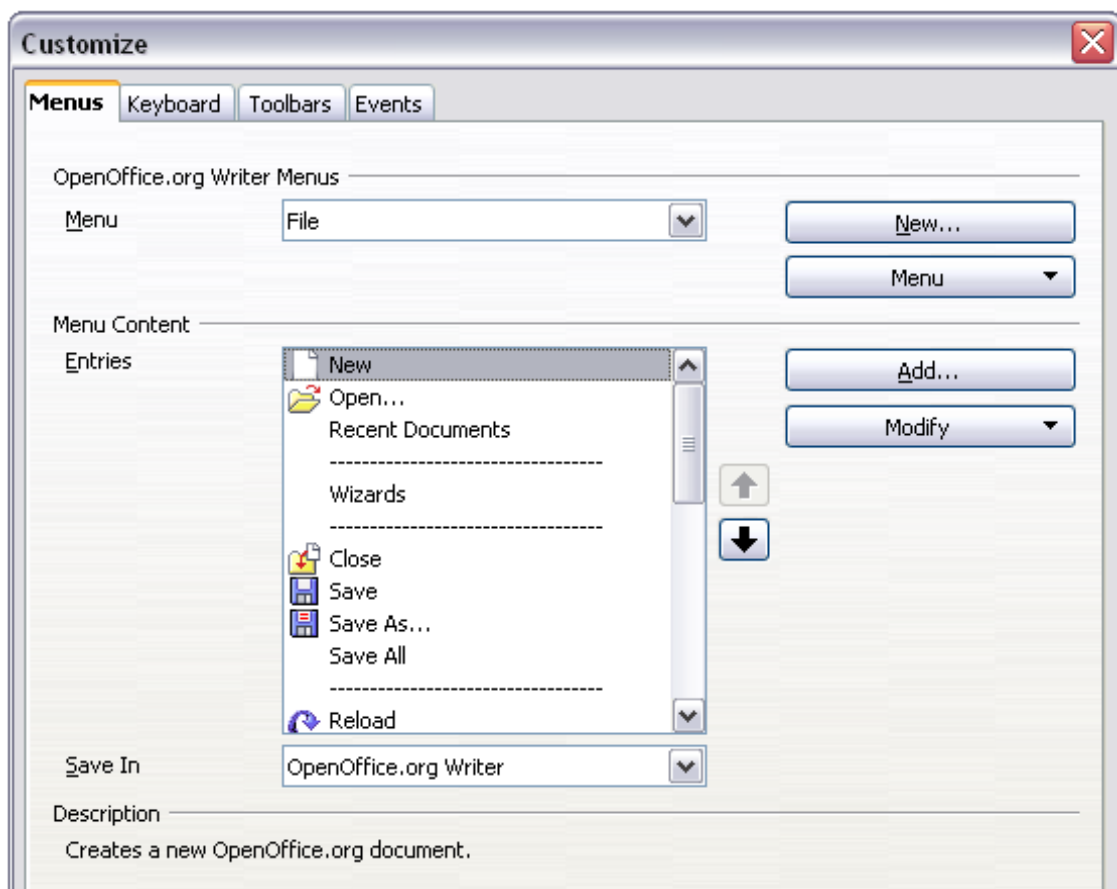 Customize
Menus Keyboard Toolbars Events
OpenOffice.org Writer Menus
Menu File New...
Menu
Menu Content
Entries New Add...
Open... Modify
Recent Documents
---------------------------------
Wizards
---------------------------------
Close
Save
Save As...
Save All
---------------------------------
Reload
Save In OpenOffice.org Writer
Description
Creates a new OpenOffice.org document.